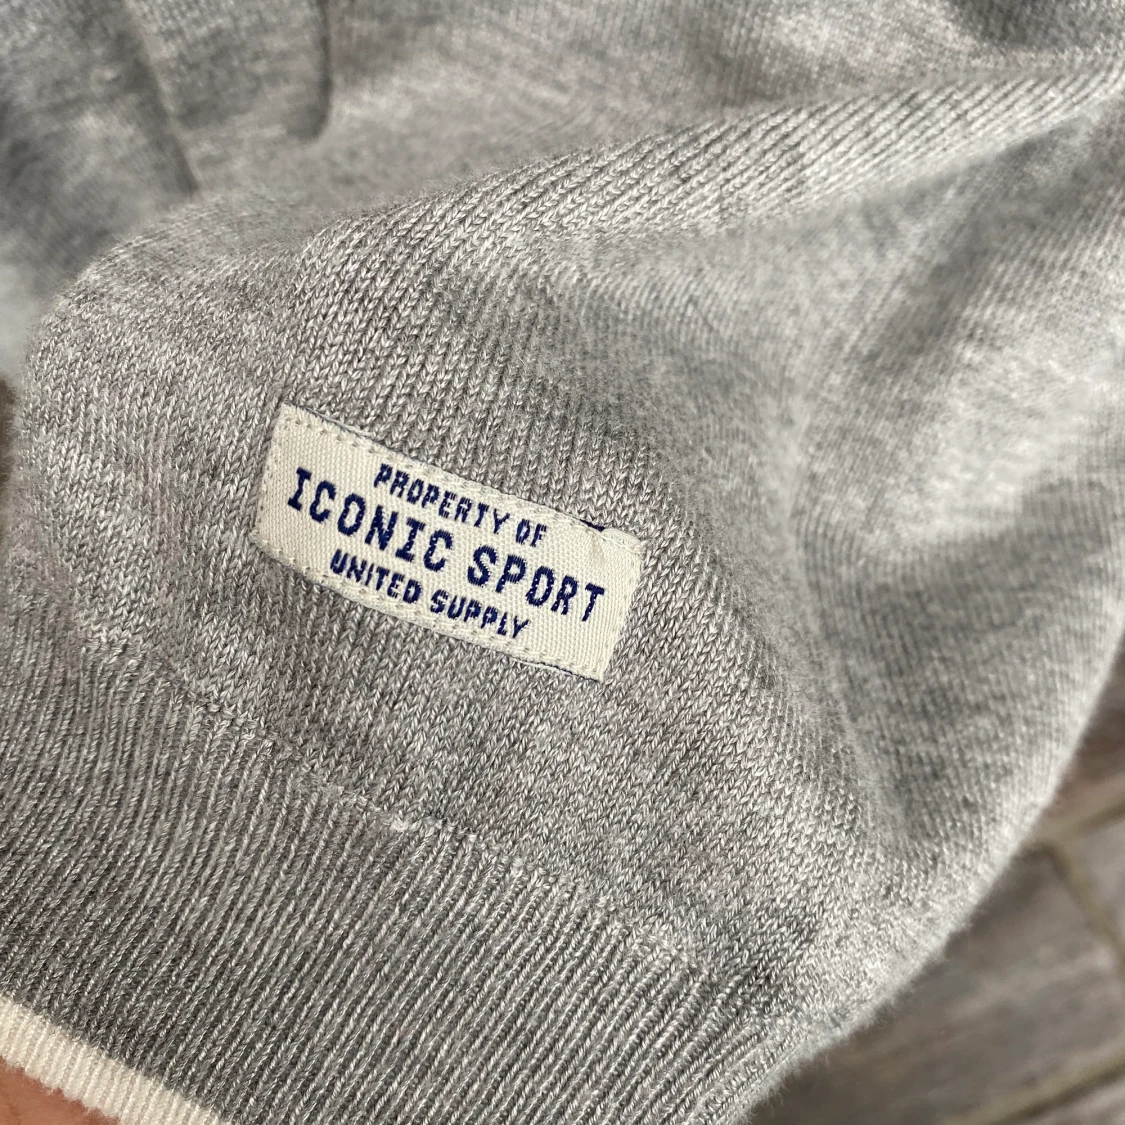 PROPERTY OF
ICONIC SPORT
UNITED SUPPLY